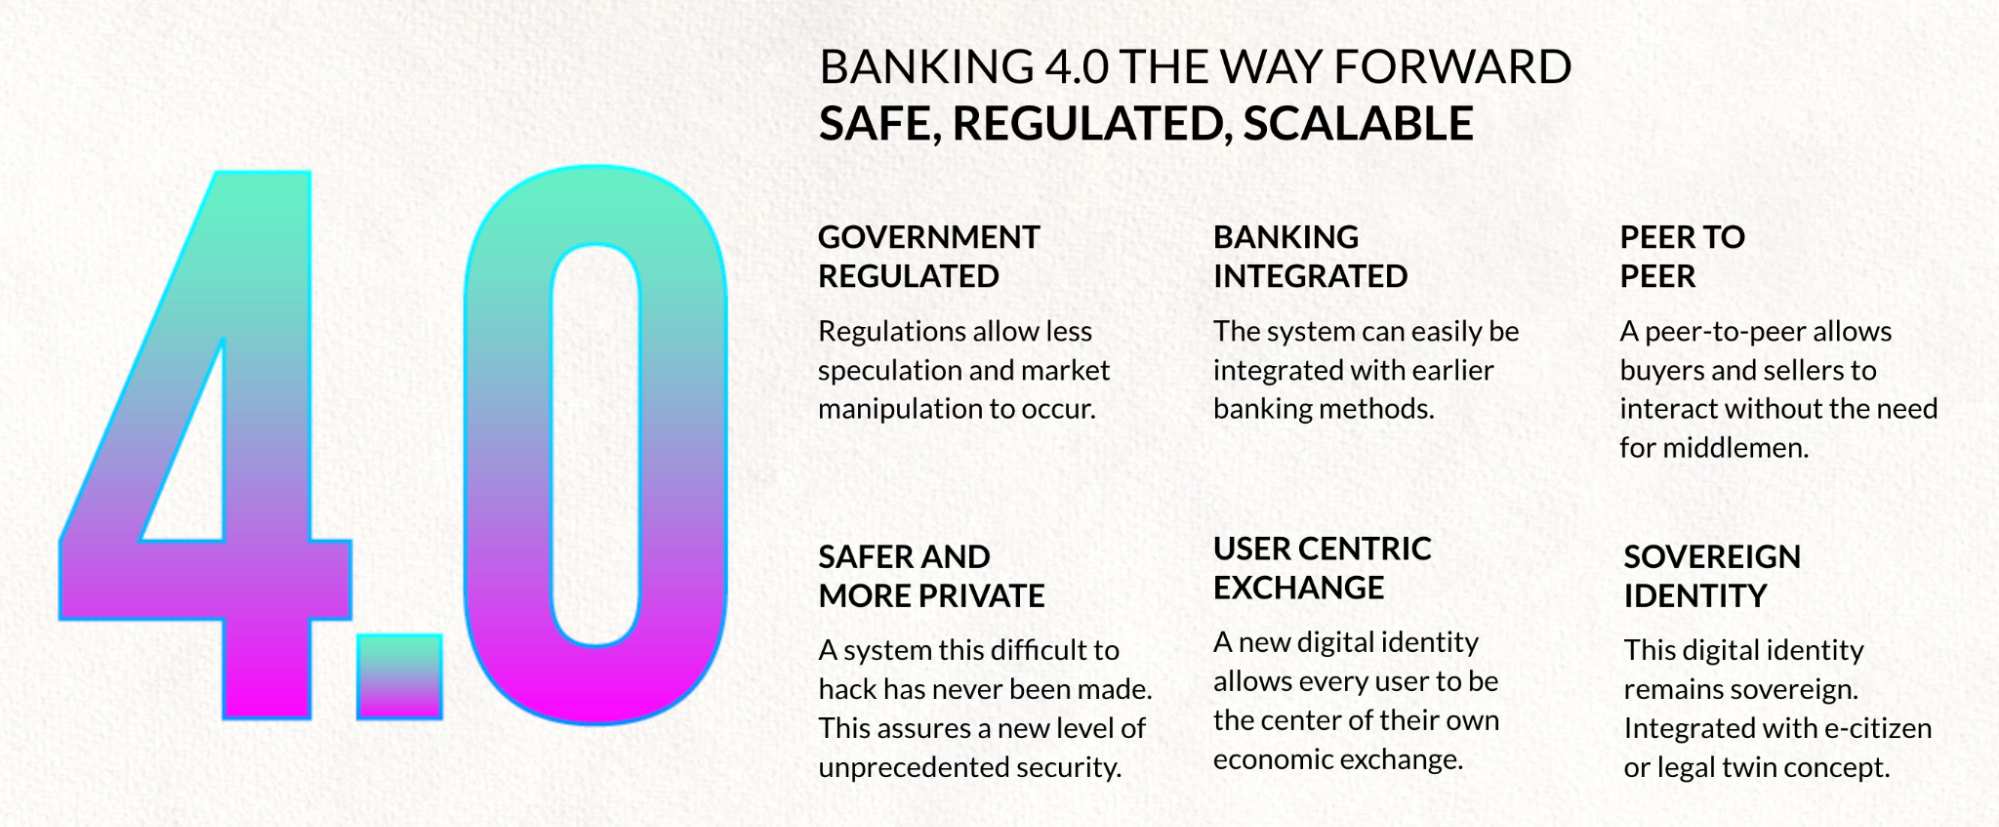 4.0
BANKING 4.0 THE WAY FORWARD
SAFE, REGULATED, SCALABLE
GOVERNMENT
REGULATED
Regulations allow less
speculation and market
manipulation to occur.
BANKING
INTEGRATED
The system can easily be
integrated with earlier
banking methods.
PEER TO
PEER
A peer-to-peer allows
buyers and sellers to
interact without the need
for middlemen.
SAFER AND
MORE PRIVATE
A system this difficult to
hack has never been made.
This assures a new level of
unprecedented security.
USER CENTRIC
EXCHANGE
A new digital identity
allows every user to be
the center of their own
economic exchange.
SOVEREIGN
IDENTITY
This digital identity
remains sovereign.
Integrated with e-citizen
or legal twin concept.